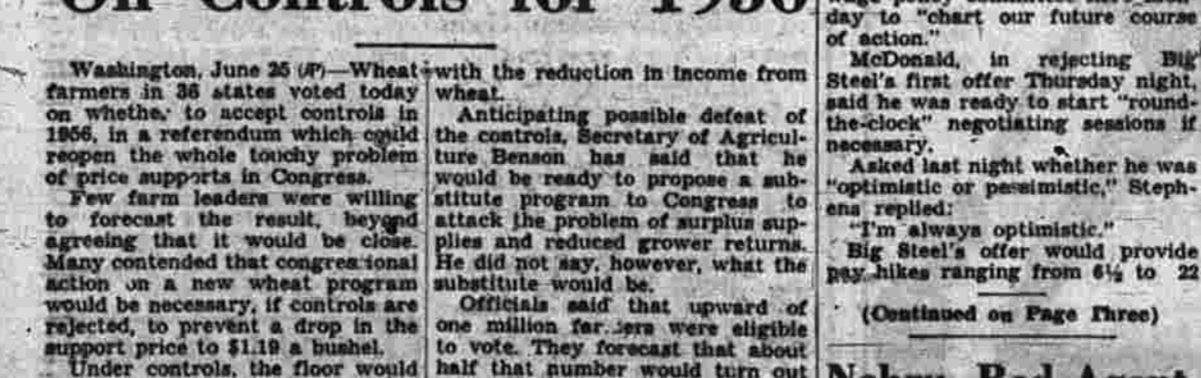 On Controls for 1956
Washington, June 25 (AP)—Wheat
farmers in 36 states voted today
on whether to accept controls in
1956, in a referendum which could
reopen the whole touchy problem
of price supports in Congress.
Few farm leaders were willing
to forecast the result, beyond
agreeing that it would be close.
Many contended that congressional
action on a new wheat program
would be necessary, if controls are
rejected, to prevent a drop in the
support price to $1.19 a bushel.
Under controls, the floor would
with the reduction in income from
wheat.
Anticipating possible defeat of
the controls, Secretary of Agricul-
ture Benson has said that he
would be ready to propose a sub-
stitute program to Congress to
attack the problem of surplus sup-
plies and reduced grower returns.
He did not say, however, what the
substitute would be.
Officials said that upward of
one million farmers were eligible
to vote. They forecast that about
half that number would turn out
day to "chart our future course
of action."
McDonald, in rejecting Big
Steel's first offer Thursday night,
said he was ready to start "round-
the-clock" negotiating sessions if
necessary.
Asked last night whether he was
"optimistic or pessimistic," Steph-
ens replied:
"I'm always optimistic."
Big Steel's offer would provide
pay hikes ranging from 6½ to 22
(Continued on Page Three)
Nehru, Red Agent